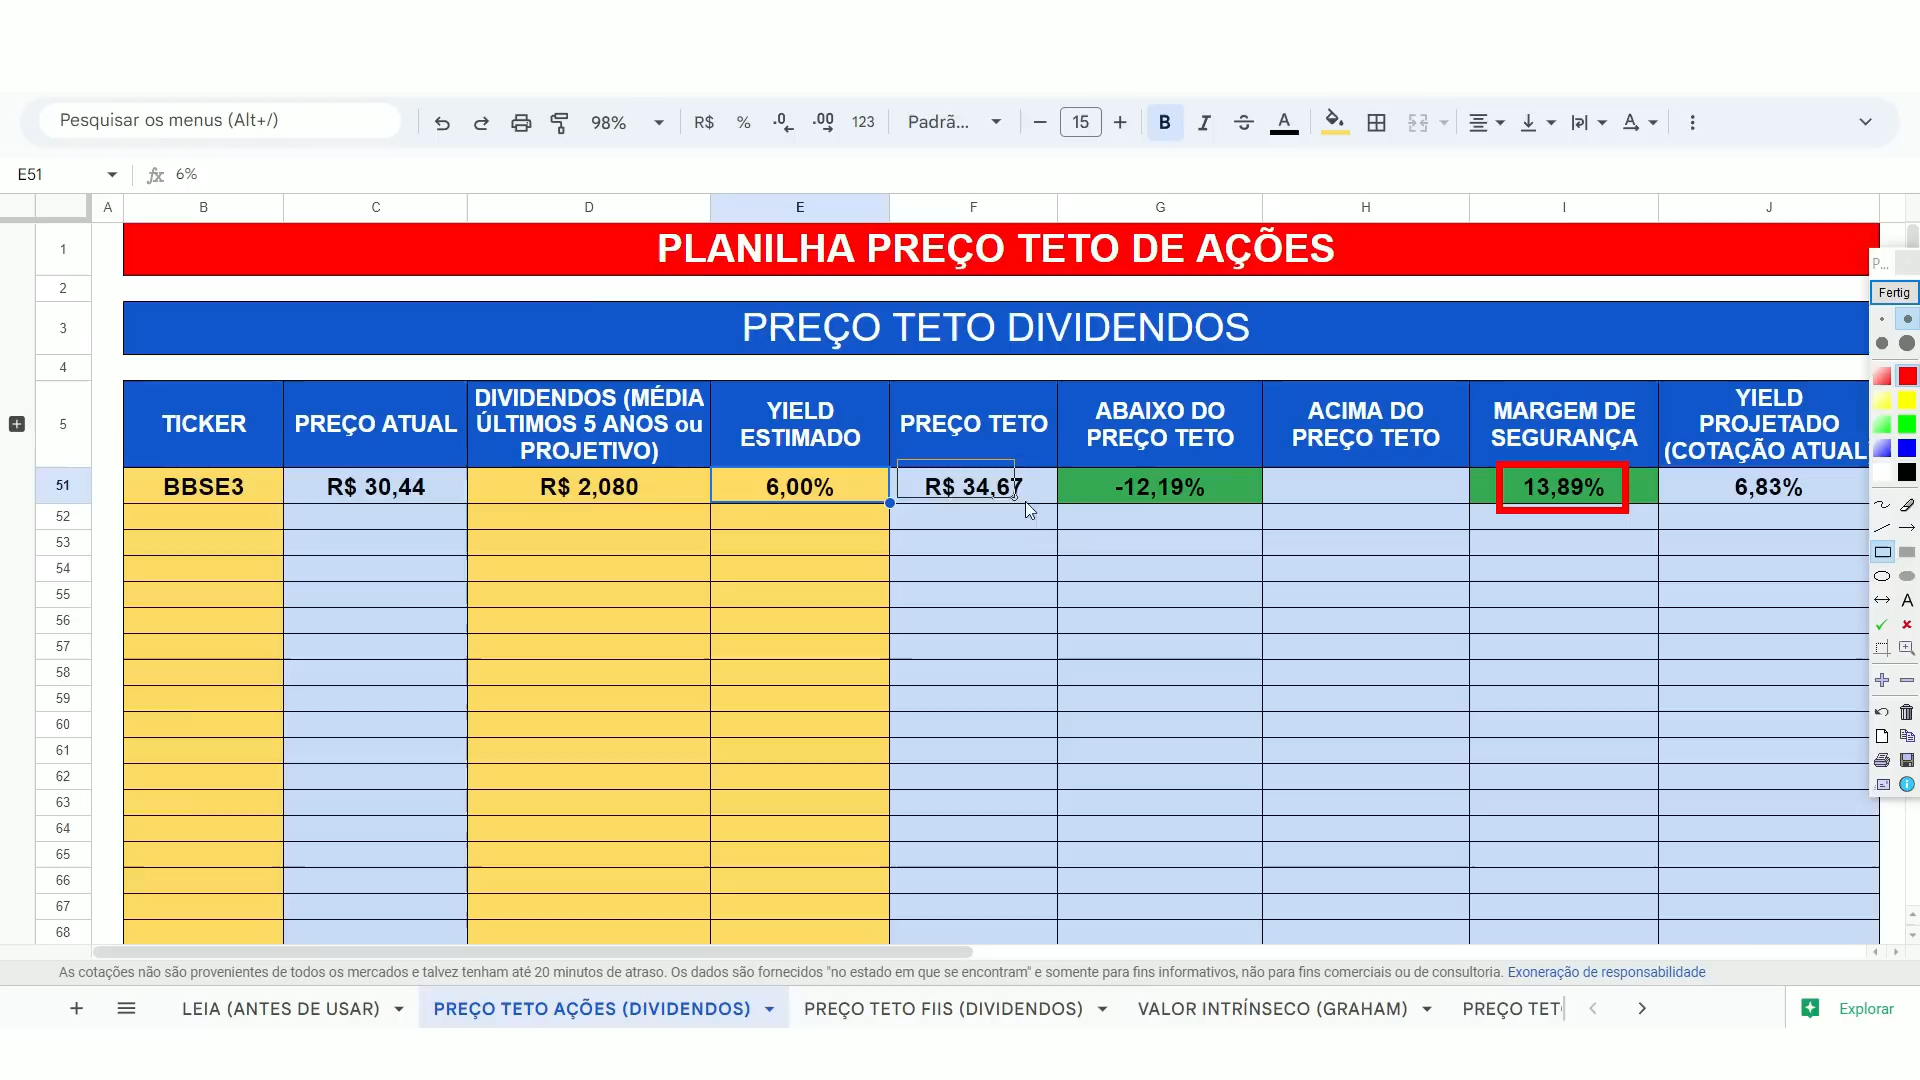 Pesquisar os menus (Alt+/)
98%
R$
%
.0
.00
123
Padrã...
15
B
I
A
E51
fx 6%
A B C D E F G H I J
1 PLANILHA PREÇO TETO DE AÇÕES
2
3 PREÇO TETO DIVIDENDOS
4
5
TICKER
PREÇO ATUAL
DIVIDENDOS (MÉDIA
ÚLTIMOS 5 ANOS ou
PROJETIVO)
YIELD
ESTIMADO
PREÇO TETO
ABAIXO DO
PREÇO TETO
ACIMA DO
PREÇO TETO
MARGEM DE
SEGURANÇA
YIELD
PROJETADO
(COTAÇÃO ATUAL
51 BBSE3 R$ 30,44 R$ 2,080 6,00% R$ 34,67 -12,19% 13,89% 6,83%
52
53
54
55
56
57
58
59
60
61
62
63
64
65
66
67
68
P...
Fertig
A
As cotações não são provenientes de todos os mercados e talvez tenham até 20 minutos de atraso. Os dados são fornecidos "no estado em que se encontram" e somente para fins informativos, não para fins comerciais ou de consultoria. Exoneração de responsabilidade
LEIA (ANTES DE USAR) PREÇO TETO AÇÕES (DIVIDENDOS) PREÇO TETO FIIS (DIVIDENDOS) VALOR INTRÍNSECO (GRAHAM) PREÇO TET Explorar